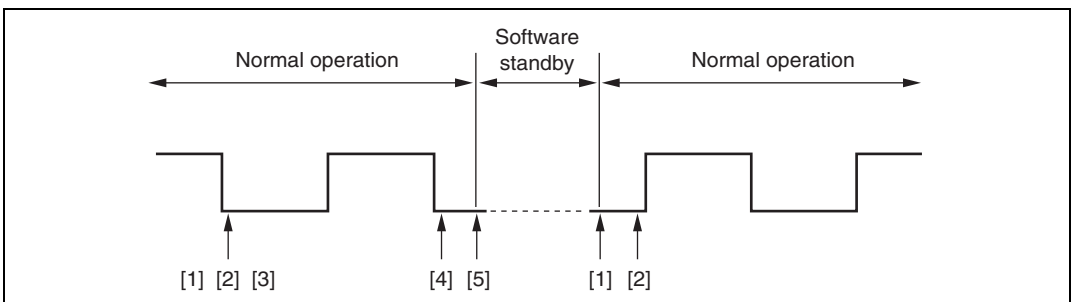 Software
standby
Normal operation
Normal operation
[1] [2] [3]
[4] [5]
[1] [2]